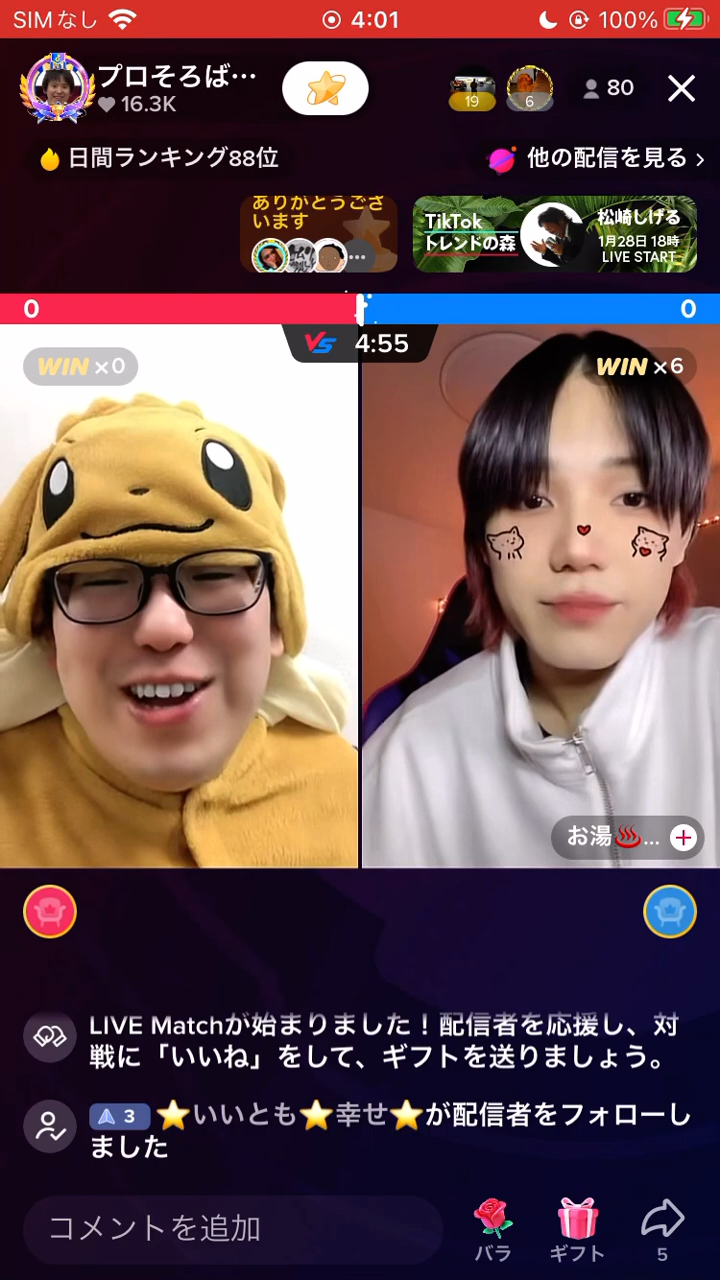 SIMなし
4:01
100%
プロそろば…
16.3K
19
6
80
日間ランキング88位
他の配信を見る
ありがとうござ
います
TikTok
トレンドの森
松崎しげる
1月28日 18時
LIVE START
0
0
VS 4:55
WIN ×0
WIN ×6
お湯♨️…
LIVE Matchが始まりました！配信者を応援し、対
戦に「いいね」をして、ギフトを送りましょう。
3 ⭐いいとも⭐幸せ⭐が配信者をフォローし
ました
コメントを追加
バラ
ギフト
5